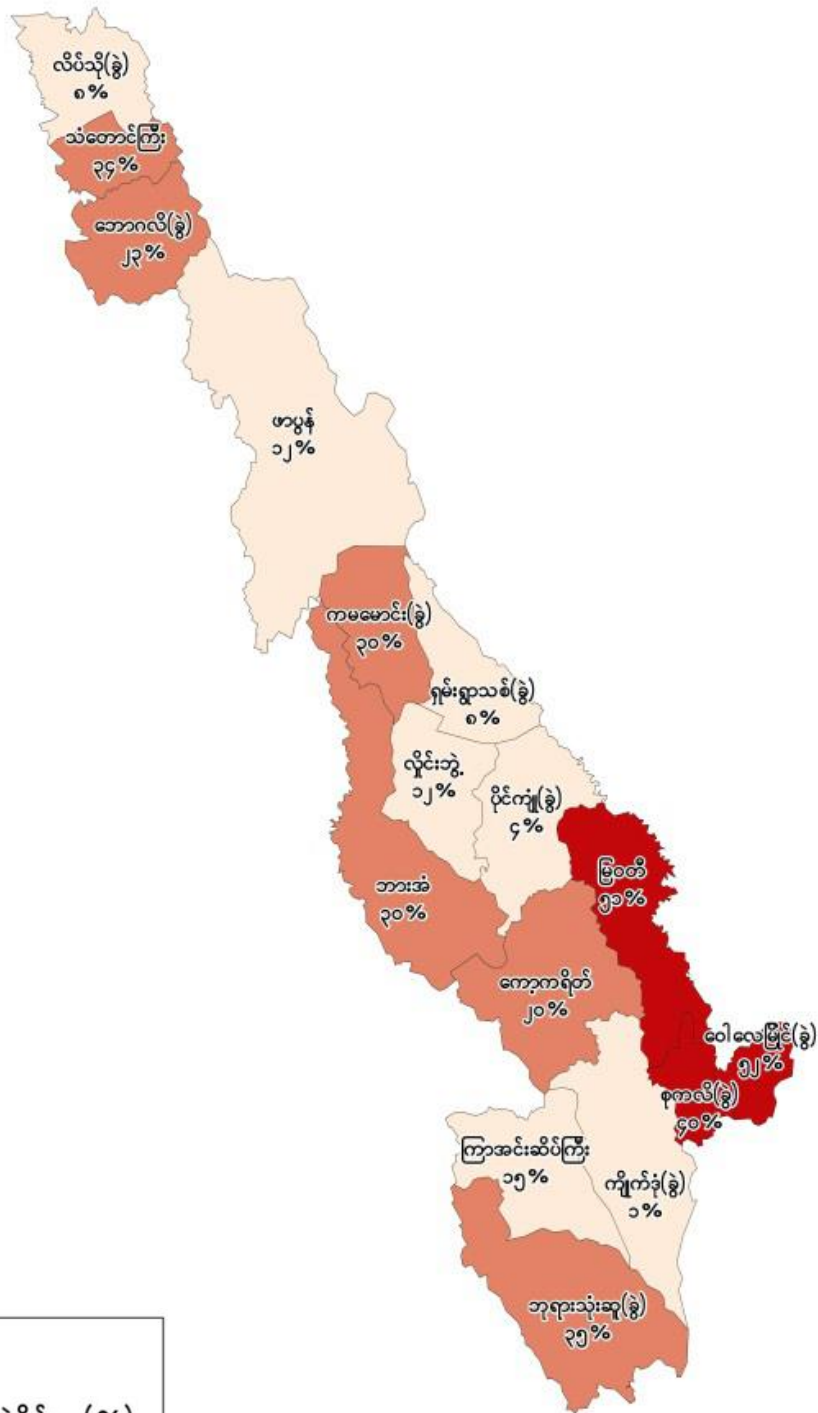 လိပ်သို(ခွဲ)
၈%
သံတောင်ကြီး
၃၄%
ဘောဂလိ(ခွဲ)
၂၃%
ဖာပွန်
၁၂%
ကမမောင်း(ခွဲ)
၃၀%
ရှမ်းရွာသစ်(ခွဲ)
၈%
လှိုင်းဘွဲ့
၁၂%
ပိုင်ကျုံ(ခွဲ)
၄%
မြဝတီ
၅၁%
ဘားအံ
၃၀%
ကော့ကရိတ်
၂၀%
ဝေါလေမြိုင်(ခွဲ)
၅၂%
စုကလိ(ခွဲ)
၄၀%
ကြာအင်းဆိပ်ကြီး
၁၅%
ကျိုက်ဒုံ(ခွဲ)
၁%
ဘုရားသုံးဆူ(ခွဲ)
၃၅%